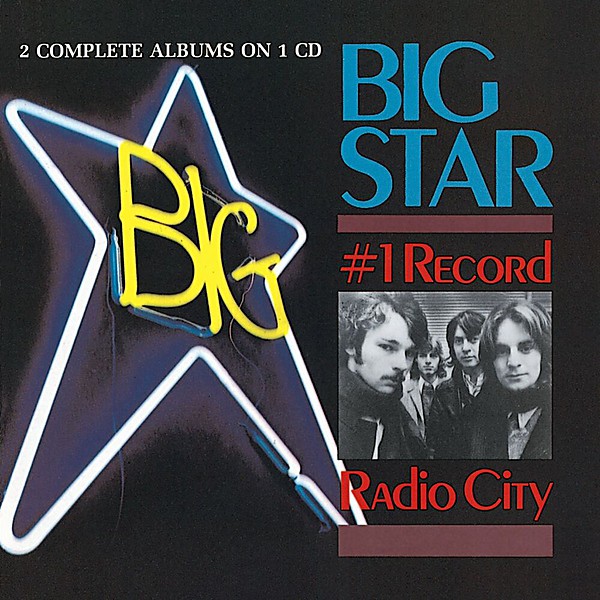 2 COMPLETE ALBUMS ON 1 CD
BIG
STAR
BIG
#1 RECORD
RADIO CITY